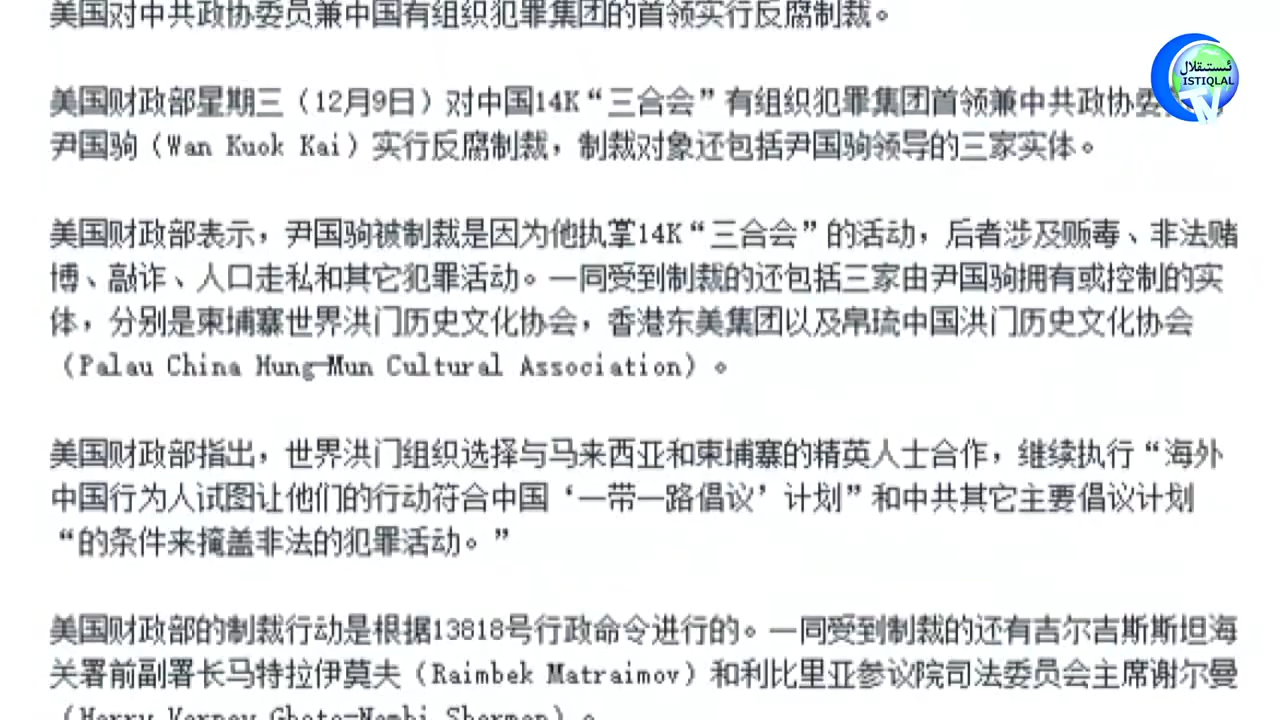 美国对中共政协委员兼中国有组织犯罪集团的首领实行反腐制裁。
美国财政部星期三（12月9日）对中国14K“三合会”有组织犯罪集团首领兼中共政协委
尹国驹（Wan Kuok Kai）实行反腐制裁，制裁对象还包括尹国驹领导的三家实体。
美国财政部表示，尹国驹被制裁是因为他执掌14K“三合会”的活动，后者涉及贩毒、非法赌
博、敲诈、人口走私和其它犯罪活动。一同受到制裁的还包括三家由尹国驹拥有或控制的实
体，分别是柬埔寨世界洪门历史文化协会，香港东美集团以及帛琉中国洪门历史文化协会
（Palau China Hung-Mun Cultural Association）。
美国财政部指出，世界洪门组织选择与马来西亚和柬埔寨的精英人士合作，继续执行“海外
中国行为人试图让他们的行动符合中国‘一带一路倡议’计划”和中共其它主要倡议计划
“的条件来掩盖非法的犯罪活动。”
美国财政部的制裁行动是根据13818号行政命令进行的。一同受到制裁的还有吉尔吉斯斯坦海
关署前副署长马特拉伊莫夫（Raimbek Matraimov）和利比里亚参议院司法委员会主席谢尔曼
ئىستىقلال
ISTIQLAL
TV